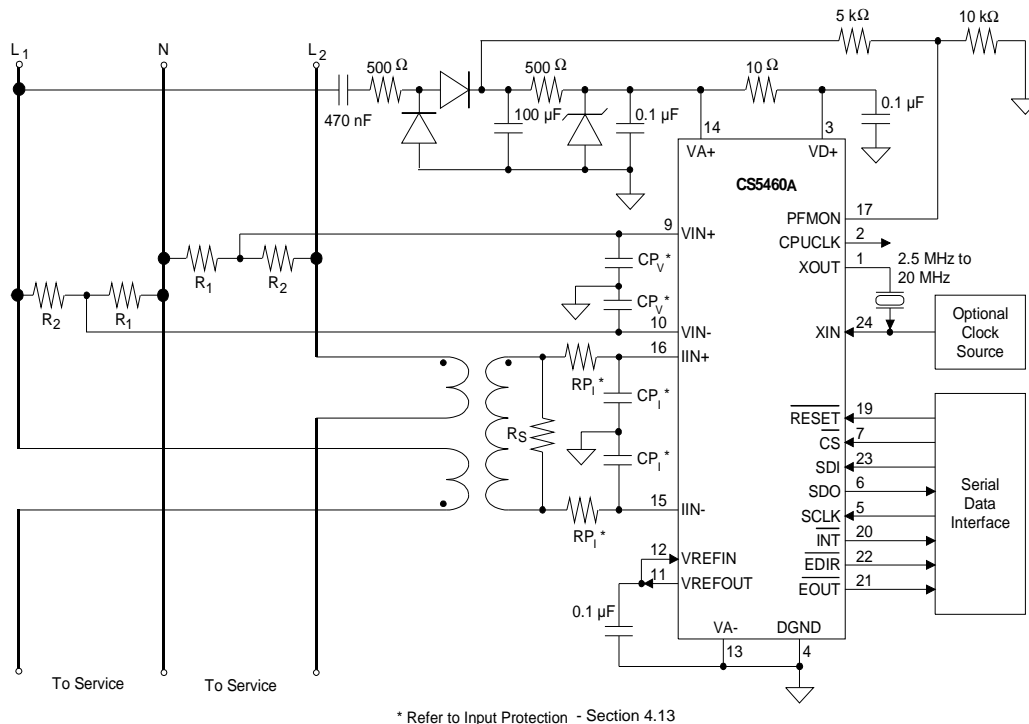 5 kΩ
10 kΩ
L1
N
L2
500 Ω
500 Ω
10 Ω
470 nF
100 µF
0.1 µF
0.1 µF
14
3
VA+
VD+
CS5460A
9
VIN+
PFMON
17
CPUCLK
2
XOUT
1
2.5 MHz to
20 MHz
R1
R2
CPV*
R2
R1
CPV*
10
VIN-
XIN
24
Optional
Clock
Source
16
IIN+
RPI*
CPI*
RS
CPI*
15
IIN-
RPI*
RESET
19
CS
7
SDI
23
SDO
6
SCLK
5
INT
20
EDIR
22
EOUT
21
Serial
Data
Interface
12
VREFIN
11
VREFOUT
0.1 µF
VA-
DGND
13
4
To Service
To Service
* Refer to Input Protection - Section 4.13